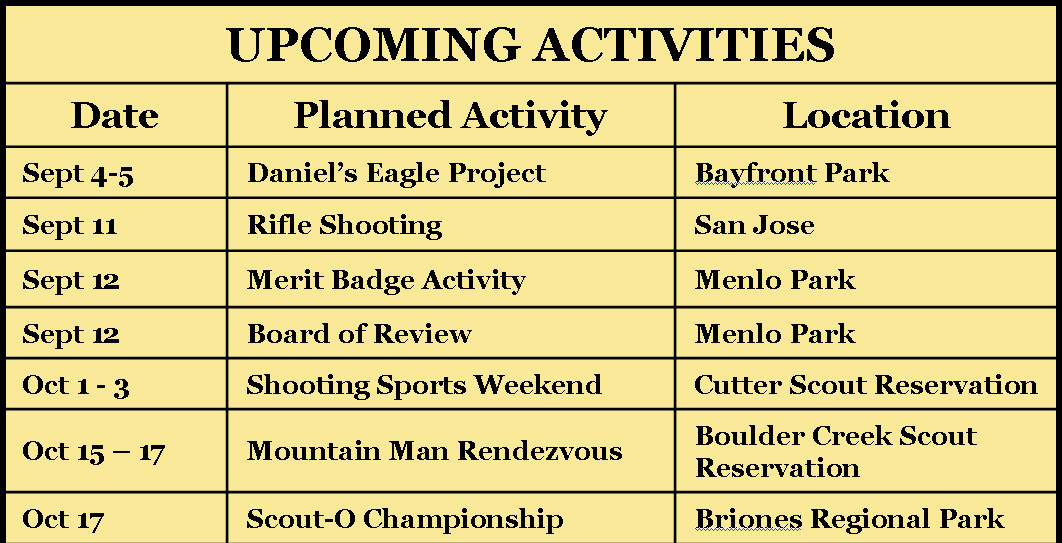 UPCOMING ACTIVITIES
Date Planned Activity Location
Sept 4-5 Daniel’s Eagle Project Bayfront Park
Sept 11 Rifle Shooting San Jose
Sept 12 Merit Badge Activity Menlo Park
Sept 12 Board of Review Menlo Park
Oct 1 - 3 Shooting Sports Weekend Cutter Scout Reservation
Oct 15 – 17 Mountain Man Rendezvous Boulder Creek Scout
Reservation
Oct 17 Scout-O Championship Briones Regional Park